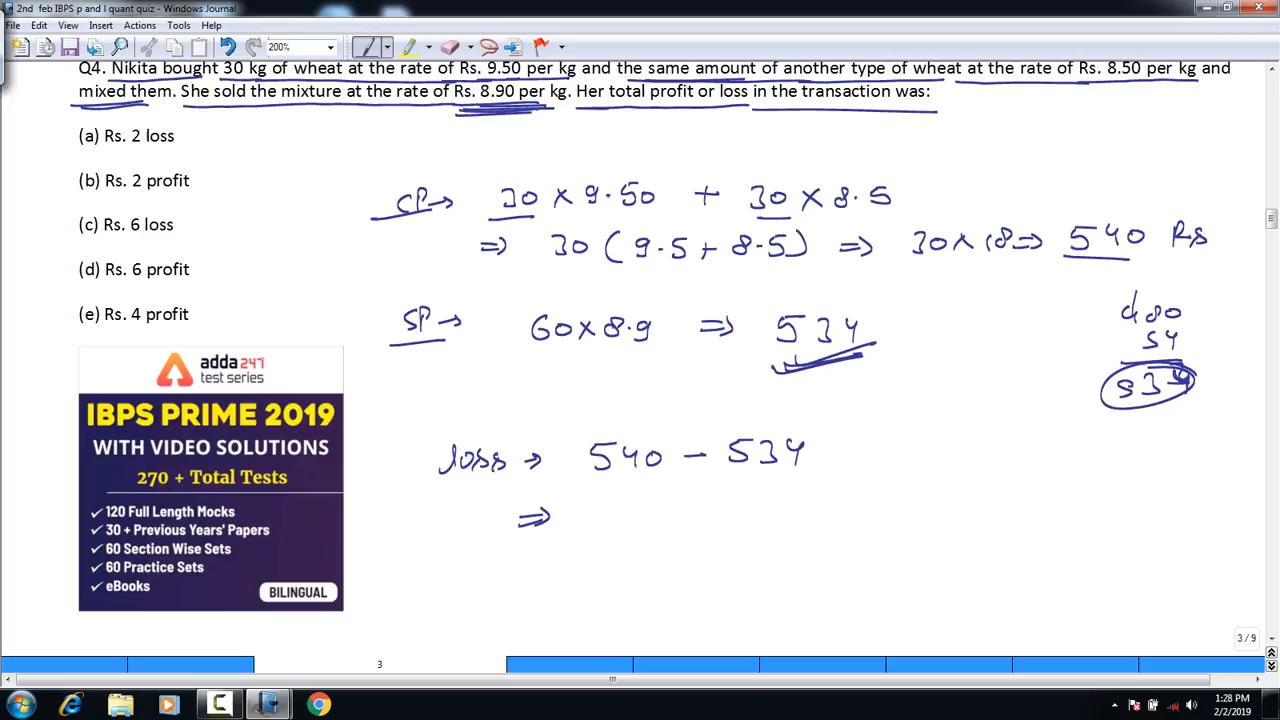 2nd feb IBPS p and I quant quiz - Windows Journal
File Edit View Insert Actions Tools Help
200%
Q4. Nikita bought 30 kg of wheat at the rate of Rs. 9.50 per kg and the same amount of another type of wheat at the rate of Rs. 8.50 per kg and
mixed them. She sold the mixture at the rate of Rs. 8.90 per kg. Her total profit or loss in the transaction was:
(a) Rs. 2 loss
(b) Rs. 2 profit
(c) Rs. 6 loss
(d) Rs. 6 profit
(e) Rs. 4 profit
CP → 30 × 9.50 + 30 × 8.5
⇒ 30 (9.5 + 8.5) ⇒ 30 × 18 ⇒ 540 Rs
SP → 60 × 8.9 ⇒ 534
480
54
534
loss → 540 - 534
⇒
adda247
test series
IBPS PRIME 2019
WITH VIDEO SOLUTIONS
270 + Total Tests
✓ 120 Full Length Mocks
✓ 30 + Previous Years' Papers
✓ 60 Section Wise Sets
✓ 60 Practice Sets
✓ eBooks
BILINGUAL
3 / 9
3
1:28 PM
2/2/2019